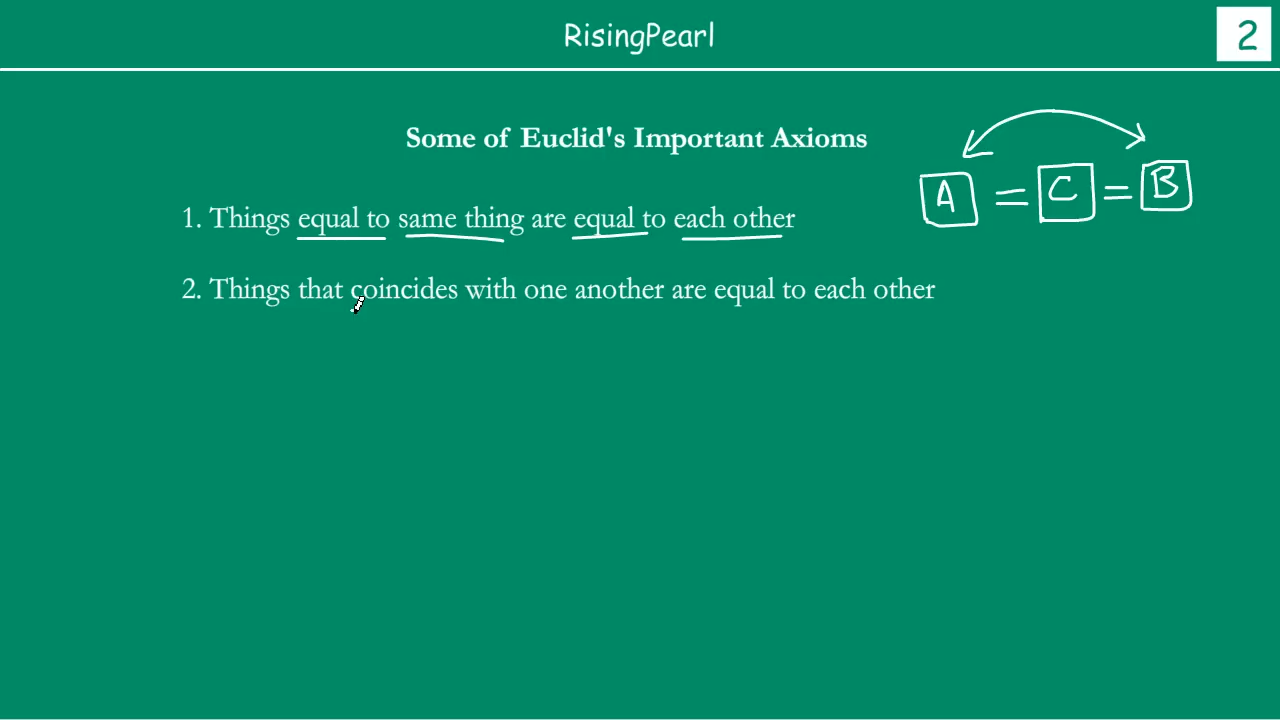 RisingPearl
2
Some of Euclid's Important Axioms
A = C = B
1. Things equal to same thing are equal to each other
2. Things that coincides with one another are equal to each other